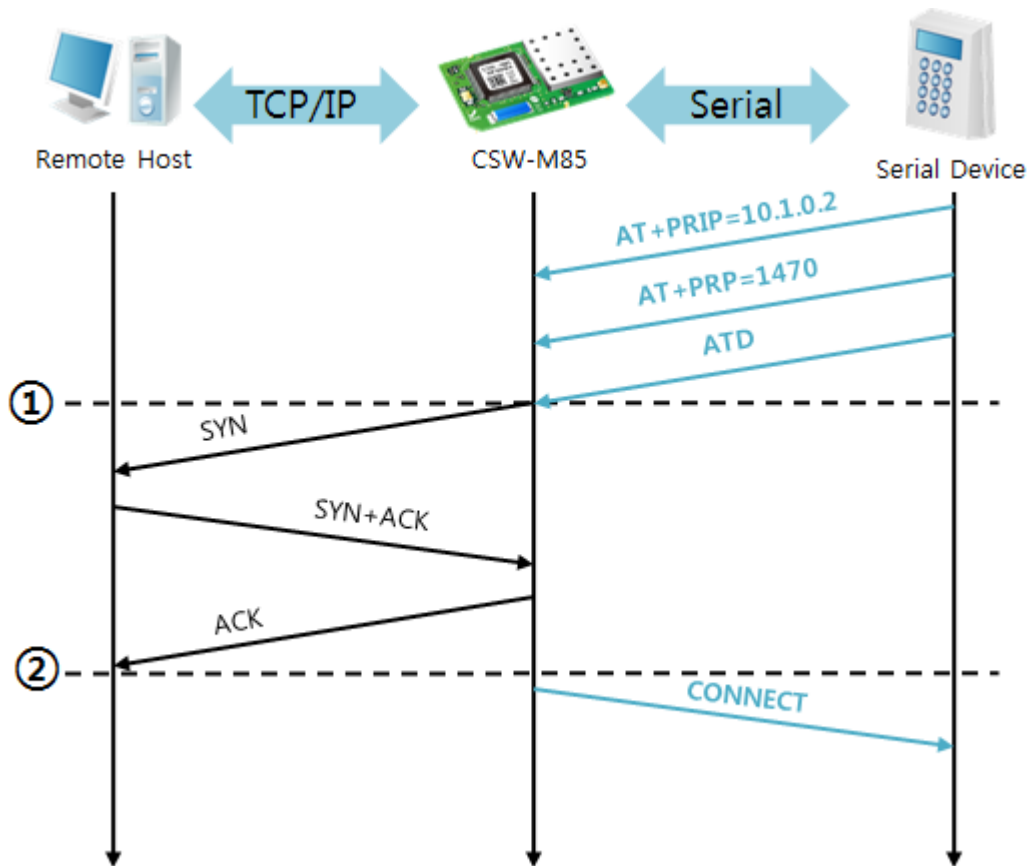 TCP/IP
Serial
Remote Host
CSW-M85
Serial Device
AT+PRIP=10.1.0.2
AT+PRP=1470
ATD
①
SYN
SYN+ACK
ACK
②
CONNECT